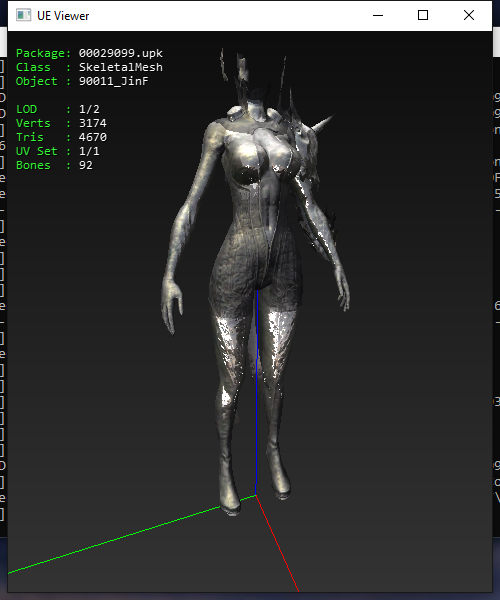 UE Viewer
Package: 00029099.upk
Class  : SkeletalMesh
Object : 90011_JinF
LOD    : 1/2
Verts  : 3174
Tris   : 4670
UV Set : 1/1
Bones  : 92